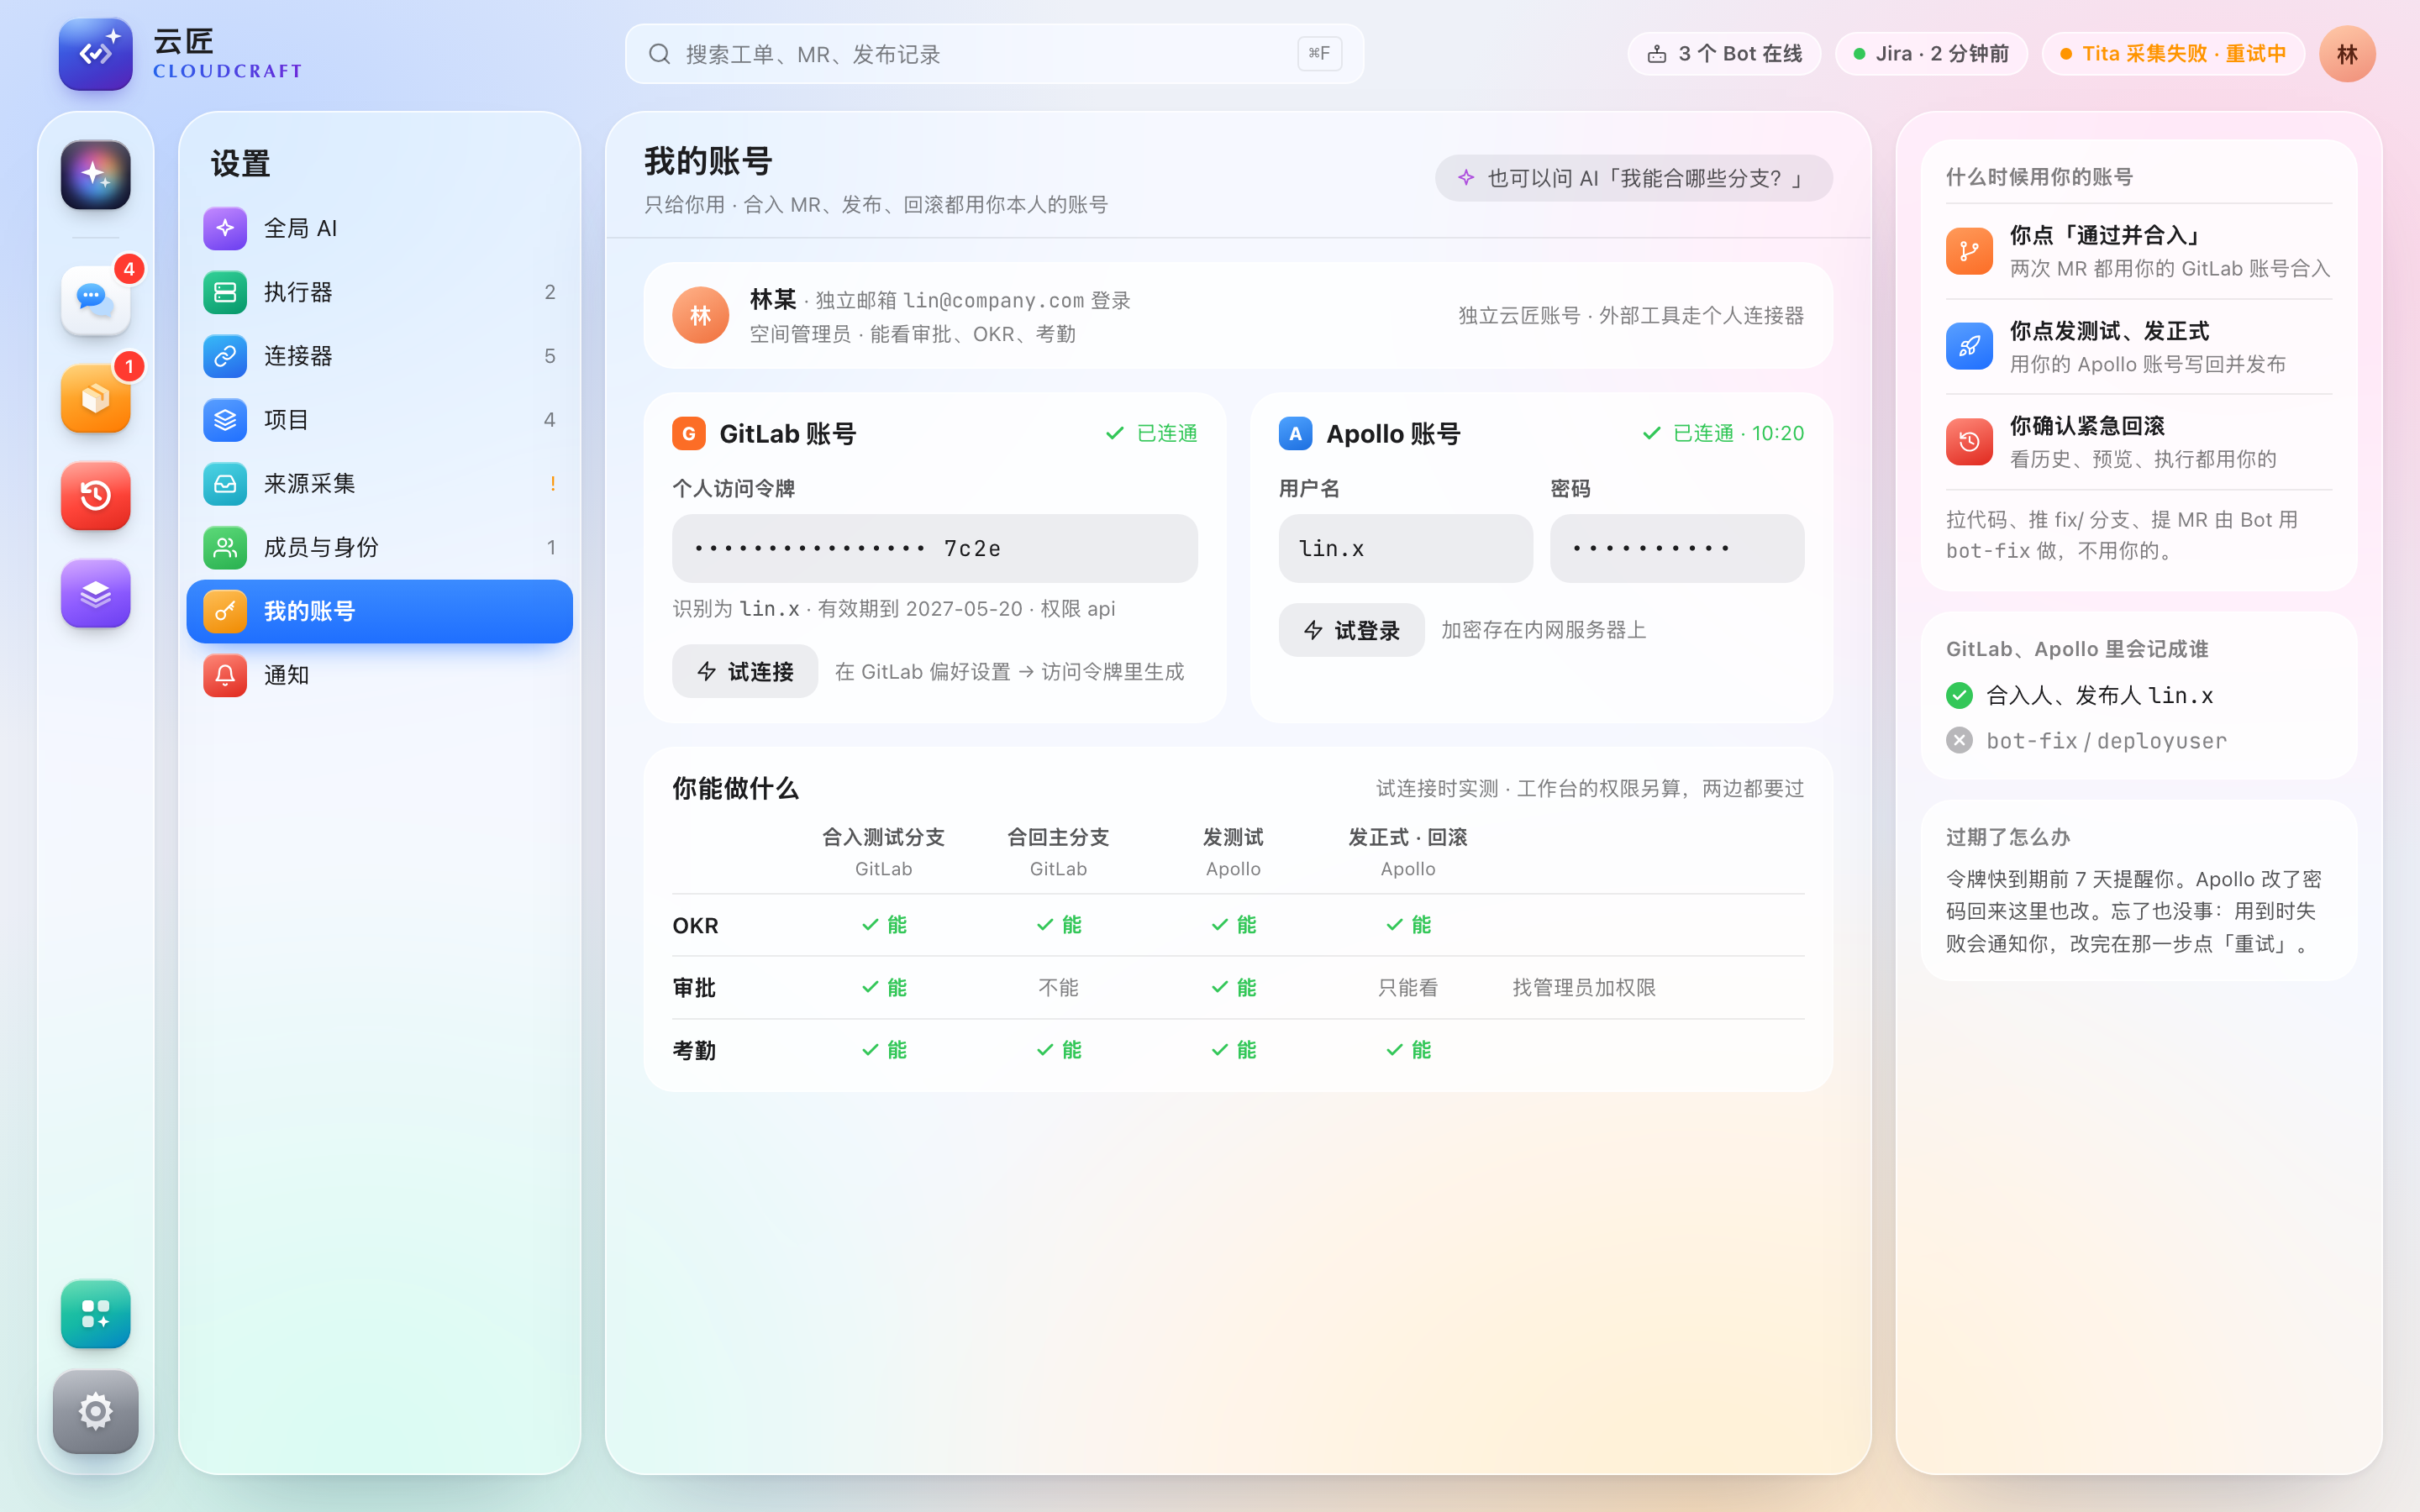 云匠
CLOUDCRAFT
搜索工单、MR、发布记录
⌘F
3 个 Bot 在线
Jira · 2 分钟前
Tita 采集失败 · 重试中
林
4
1
设置
全局 AI
执行器 2
连接器 5
项目 4
来源采集 !
成员与身份 1
我的账号
通知
我的账号
只给你用 · 合入 MR、发布、回滚都用你本人的账号
也可以问 AI「我能合哪些分支？」
林
林某 · 独立邮箱 lin@company.com 登录
空间管理员 · 能看审批、OKR、考勤
独立云匠账号 · 外部工具走个人连接器
G GitLab 账号
已连通
个人访问令牌
•••••••••••••••• 7c2e
识别为 lin.x · 有效期到 2027-05-20 · 权限 api
试连接
在 GitLab 偏好设置 → 访问令牌里生成
A Apollo 账号
已连通 · 10:20
用户名
密码
lin.x
••••••••••
试登录
加密存在内网服务器上
你能做什么
试连接时实测 · 工作台的权限另算，两边都要过
合入测试分支 合回主分支 发测试 发正式 · 回滚
GitLab GitLab Apollo Apollo
OKR 能 能 能 能
审批 能 不能 能 只能看 找管理员加权限
考勤 能 能 能 能
什么时候用你的账号
你点「通过并合入」
两次 MR 都用你的 GitLab 账号合入
你点发测试、发正式
用你的 Apollo 账号写回并发布
你确认紧急回滚
看历史、预览、执行都用你的
拉代码、推 fix/ 分支、提 MR 由 Bot 用
bot-fix 做，不用你的。
GitLab、Apollo 里会记成谁
合入人、发布人 lin.x
bot-fix / deployuser
过期了怎么办
令牌快到期前 7 天提醒你。Apollo 改了密
码回来这里也改。忘了也没事：用到时失
败会通知你，改完在那一步点「重试」。